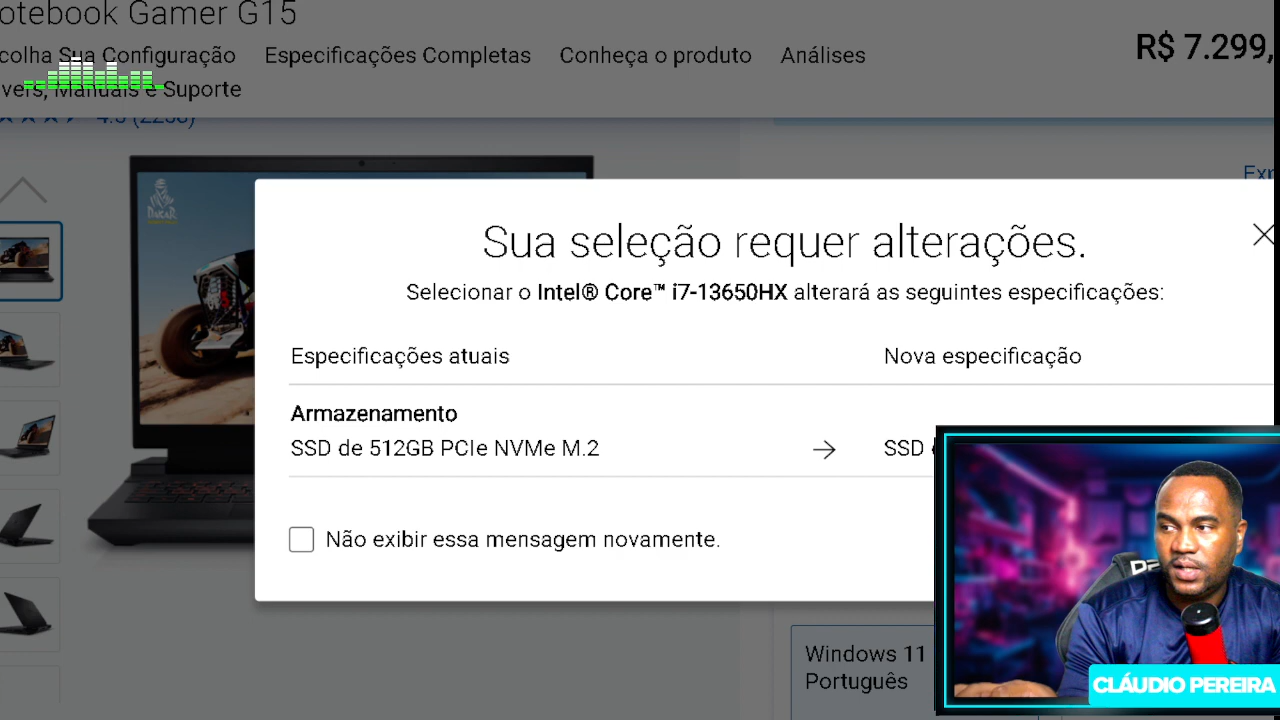 otebook Gamer G15
R$ 7.299,
colha Sua Configuração Especificações Completas Conheça o produto Análises
vers, Manuais e Suporte
Sua seleção requer alterações.
Selecionar o Intel® Core™ i7-13650HX alterará as seguintes especificações:
Especificações atuais Nova especificação
Armazenamento
SSD de 512GB PCIe NVMe M.2 → SSD
Não exibir essa mensagem novamente.
Windows 11
Português
CLÁUDIO PEREIRA